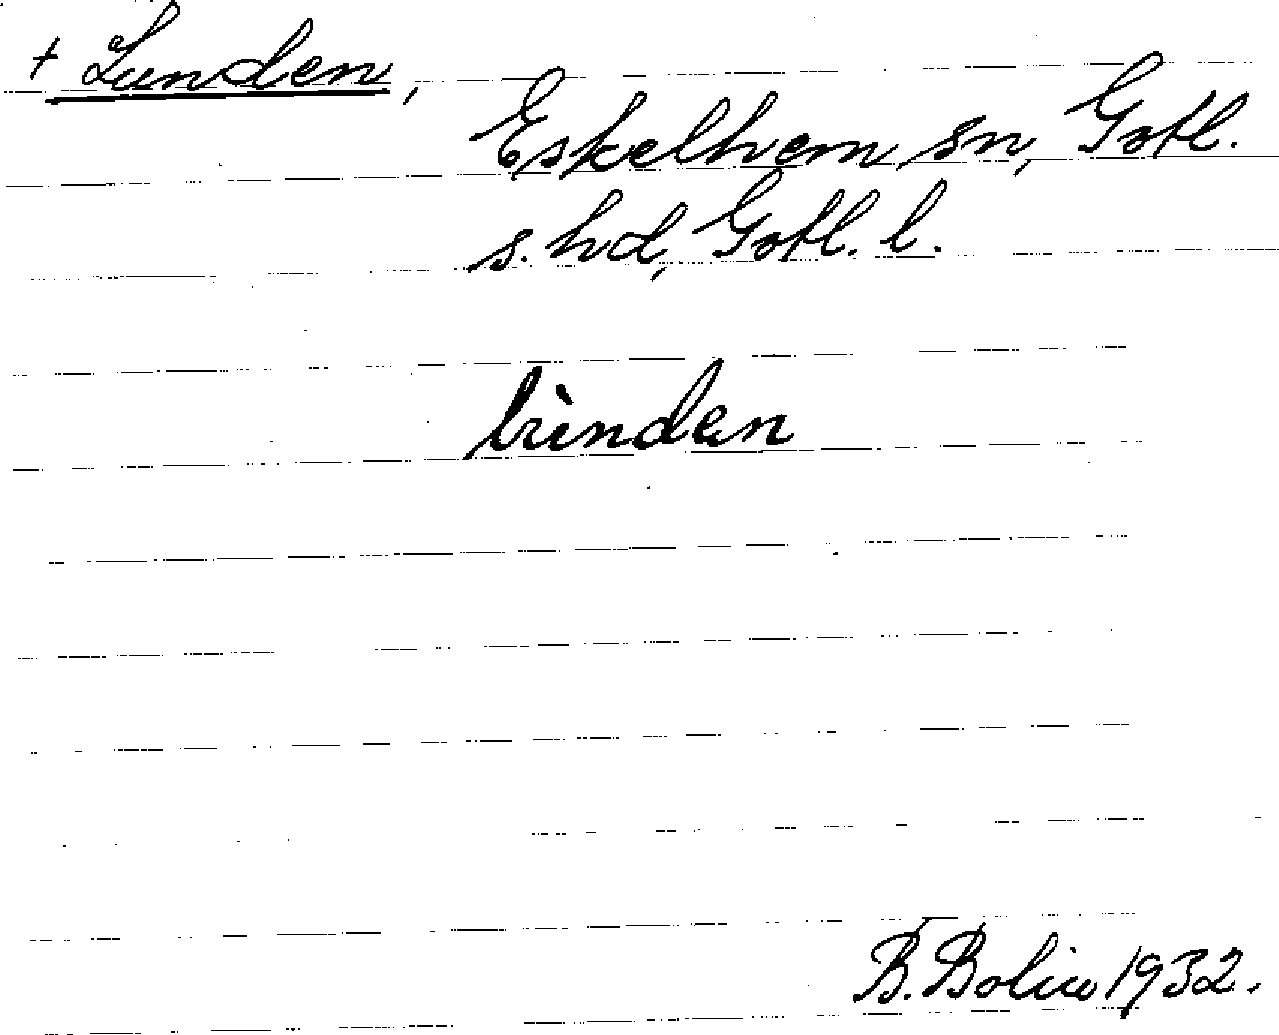 + Lunden,
Eskelhem sn, Gotl.
s. hd, Gotl. l.
lùnden
B. Bolin 1932.